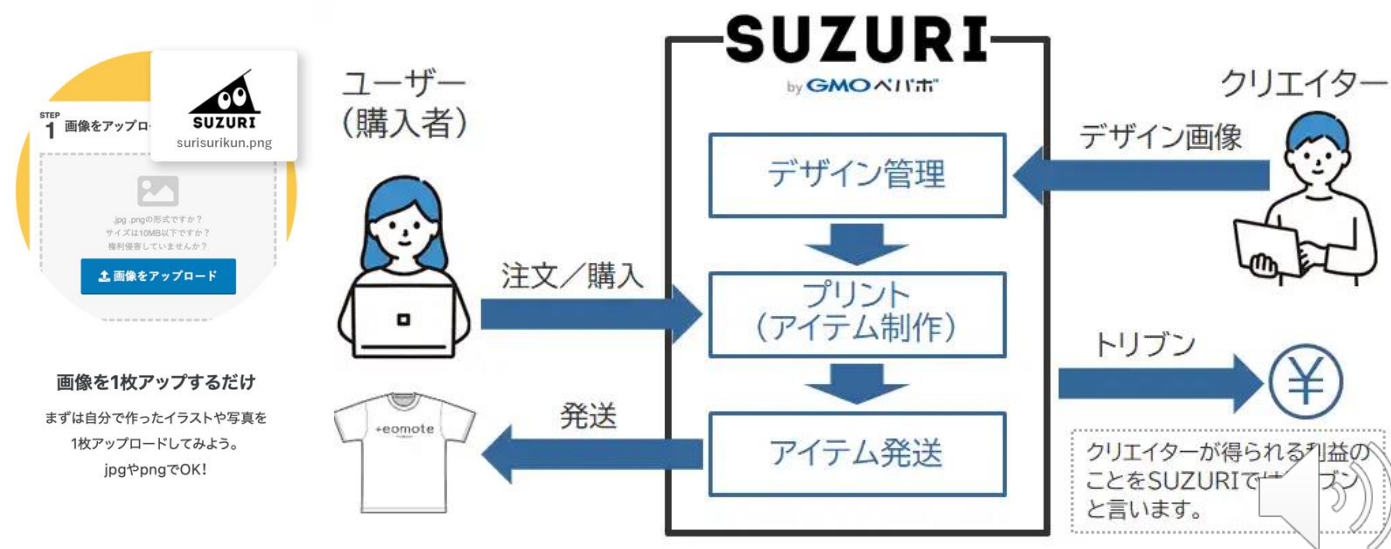 STEP
1 画像をアップロ
SUZURI
surisurikun.png
.jpg .pngの形式ですか？
サイズは10MB以下ですか？
権利侵害していませんか？
画像をアップロード
画像を1枚アップするだけ
まずは自分で作ったイラストや写真を
1枚アップロードしてみよう。
jpgやpngでOK!
ユーザー
（購入者）
注文／購入
発送
+eomote
SUZURI
by GMOペパボ
デザイン管理
プリント
（アイテム制作）
アイテム発送
クリエイター
デザイン画像
トリブン
¥
クリエイターが得られる利益の
ことをSUZURIでは ブン
と言います。